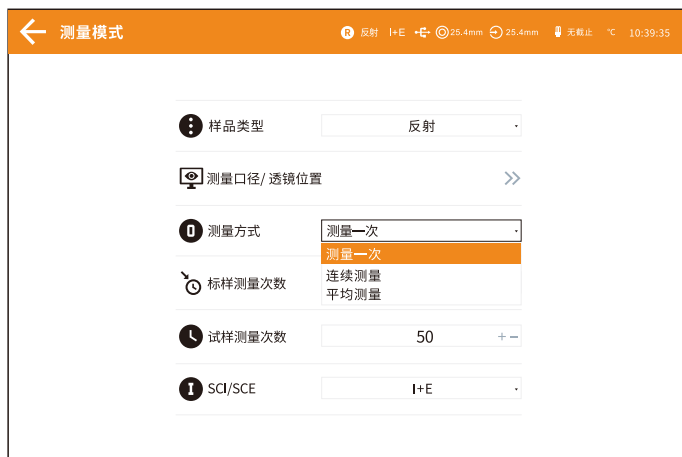 测量模式 R 反射 I+E 25.4mm 25.4mm 无截止 °C 10:39:35
样品类型 反射
测量口径/透镜位置
测量方式 测量一次
测量一次
连续测量
标样测量次数
平均测量
试样测量次数 50 + −
I SCI/SCE I+E